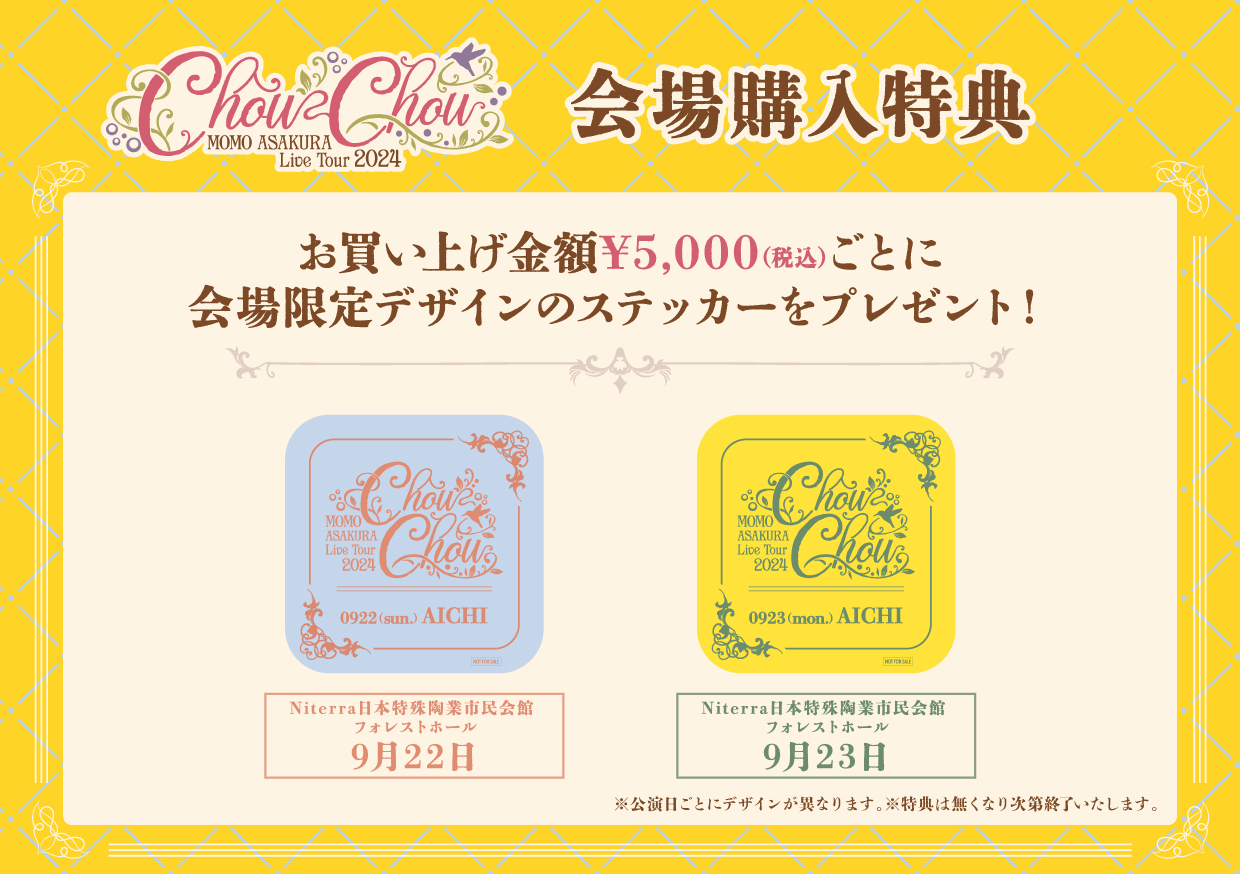 Chou2 Chou
MOMO ASAKURA
Live Tour 2024
会場購入特典
お買い上げ金額¥5,000(税込)ごとに
会場限定デザインのステッカーをプレゼント!
Chou2
Chou
MOMO
ASAKURA
Live Tour
2024
0922(sun.) AICHI
NOT FOR SALE
Niterra日本特殊陶業市民会館
フォレストホール
9月22日
Chou2
Chou
MOMO
ASAKURA
Live Tour
2024
0923(mon.) AICHI
NOT FOR SALE
Niterra日本特殊陶業市民会館
フォレストホール
9月23日
※公演日ごとにデザインが異なります。※特典は無くなり次第終了いたします。